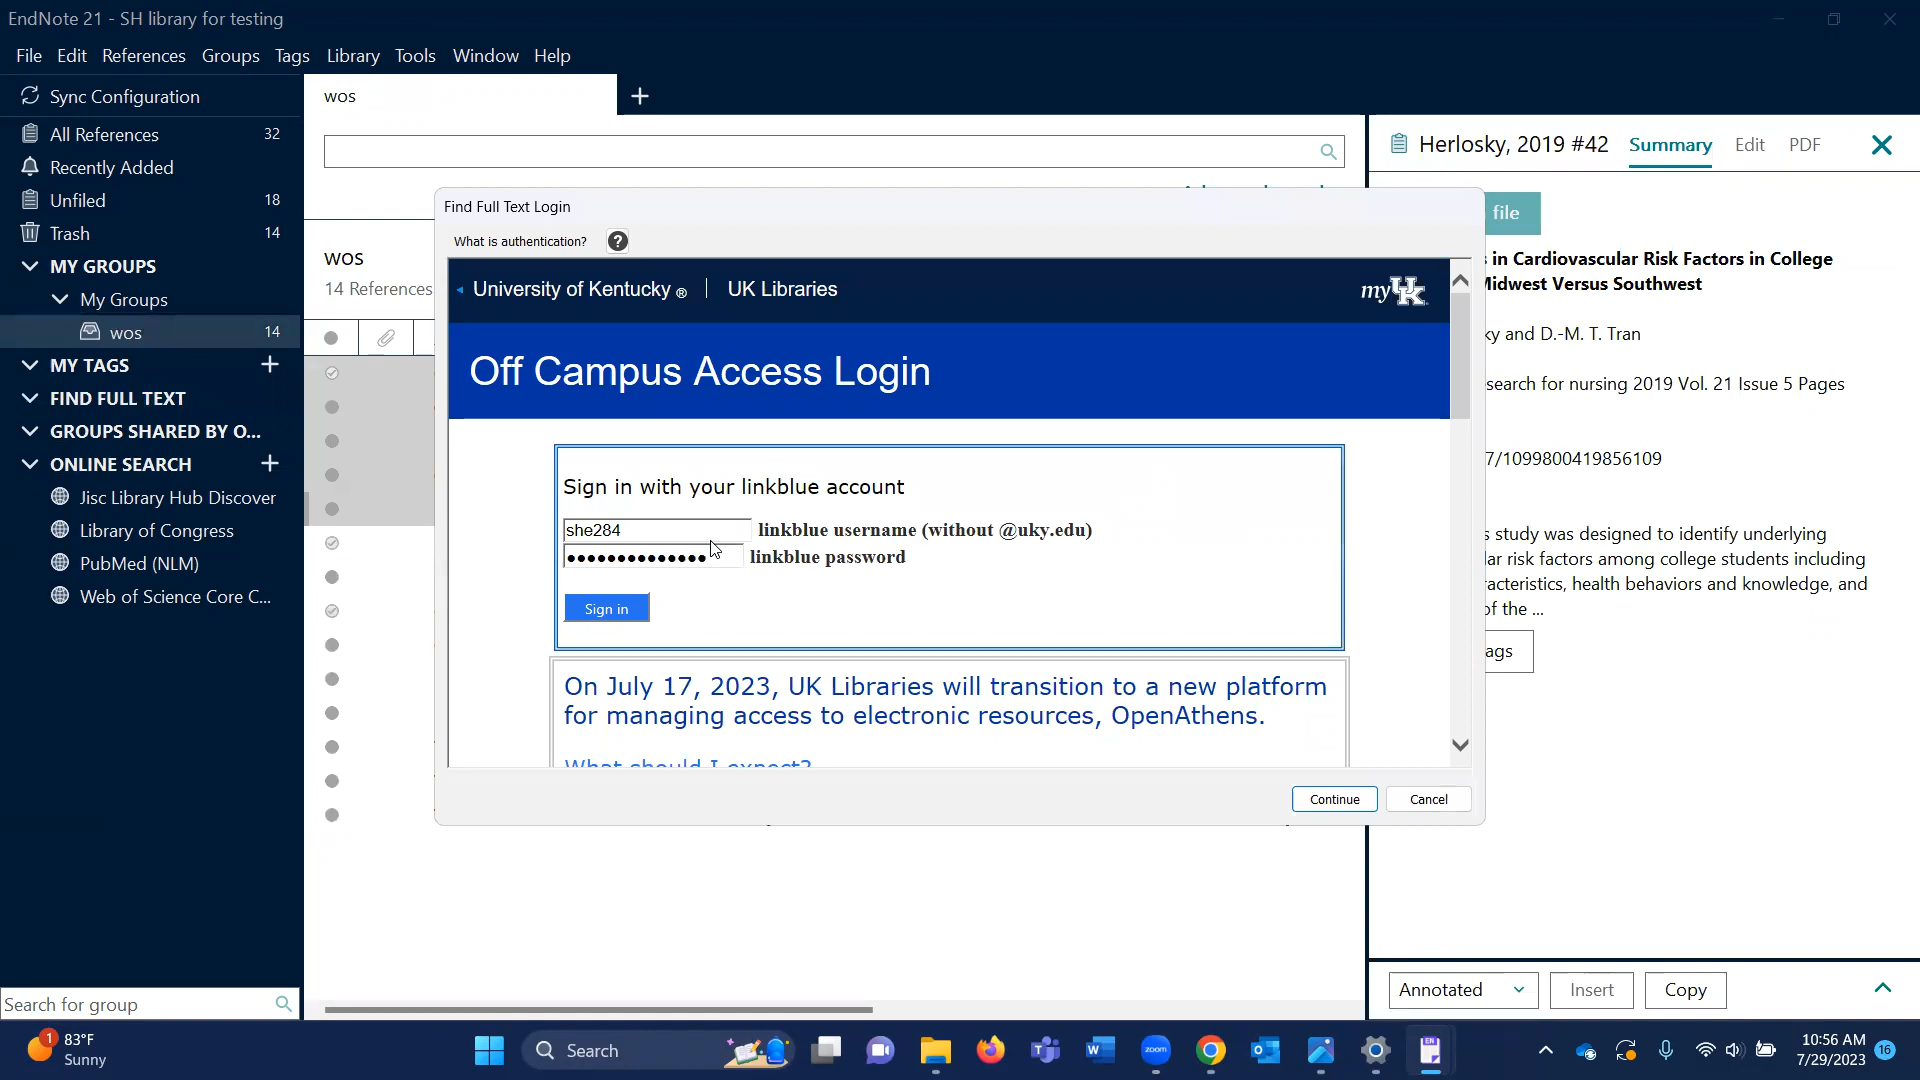 EndNote 21 - SH library for testing
File Edit References Groups Tags Library Tools Window Help
Sync Configuration
All References 32
Recently Added
Unfiled 18
Trash 14
MY GROUPS
My Groups
wos 14
MY TAGS
FIND FULL TEXT
GROUPS SHARED BY O...
ONLINE SEARCH
Jisc Library Hub Discover
Library of Congress
PubMed (NLM)
Web of Science Core C...
Search for group
wos
wos
14 References
Find Full Text Login
What is authentication? ?
University of Kentucky ® | UK Libraries
myUK
Off Campus Access Login
Sign in with your linkblue account
she284 linkblue username (without @uky.edu)
●●●●●●●●●●●●●● linkblue password
Sign in
On July 17, 2023, UK Libraries will transition to a new platform
for managing access to electronic resources, OpenAthens.
What should I expect?
Continue Cancel
Herlosky, 2019 #42 Summary Edit PDF
file
s in Cardiovascular Risk Factors in College
Midwest Versus Southwest
ky and D.-M. T. Tran
search for nursing 2019 Vol. 21 Issue 5 Pages
7/1099800419856109
s study was designed to identify underlying
lar risk factors among college students including
racteristics, health behaviors and knowledge, and
of the ...
ags
Annotated Insert Copy
1 83°F
Sunny
Search
zoom
EN
10:56 AM
7/29/2023
16